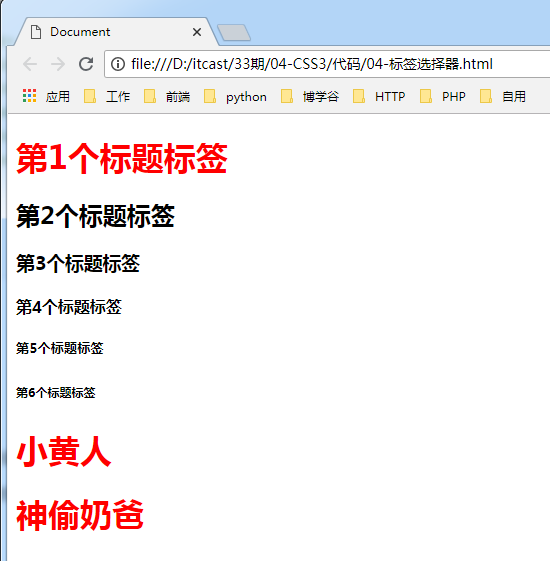 Document
file:///D:/itcast/33期/04-CSS3/代码/04-标签选择器.html
应用 工作 前端 python 博学谷 HTTP PHP 自用
第1个标题标签
第2个标题标签
第3个标题标签
第4个标题标签
第5个标题标签
第6个标题标签
小黄人
神偷奶爸